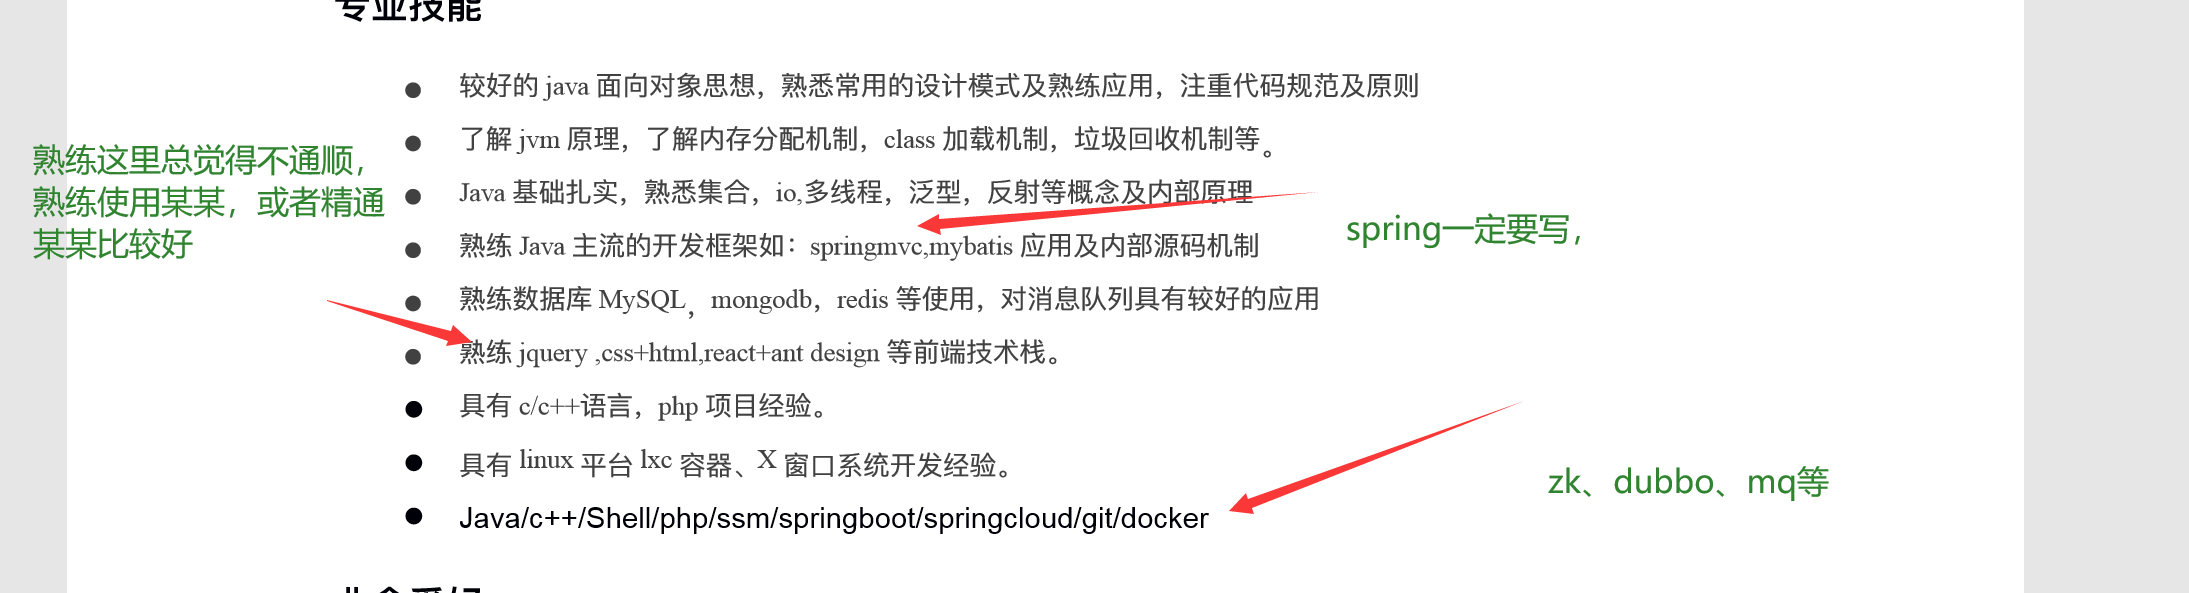 专业技能
较好的 java 面向对象思想，熟悉常用的设计模式及熟练应用，注重代码规范及原则
了解 jvm 原理，了解内存分配机制，class 加载机制，垃圾回收机制等。
熟练这里总觉得不通顺，
熟练使用某某，或者精通
某某比较好
Java 基础扎实，熟悉集合，io,多线程，泛型，反射等概念及内部原理
spring一定要写，
熟练 Java 主流的开发框架如：springmvc,mybatis 应用及内部源码机制
熟练数据库 MySQL，mongodb，redis 等使用，对消息队列具有较好的应用
熟练 jquery ,css+html,react+ant design 等前端技术栈。
具有 c/c++语言，php 项目经验。
具有 linux 平台 lxc 容器、X 窗口系统开发经验。
zk、dubbo、mq等
Java/c++/Shell/php/ssm/springboot/springcloud/git/docker